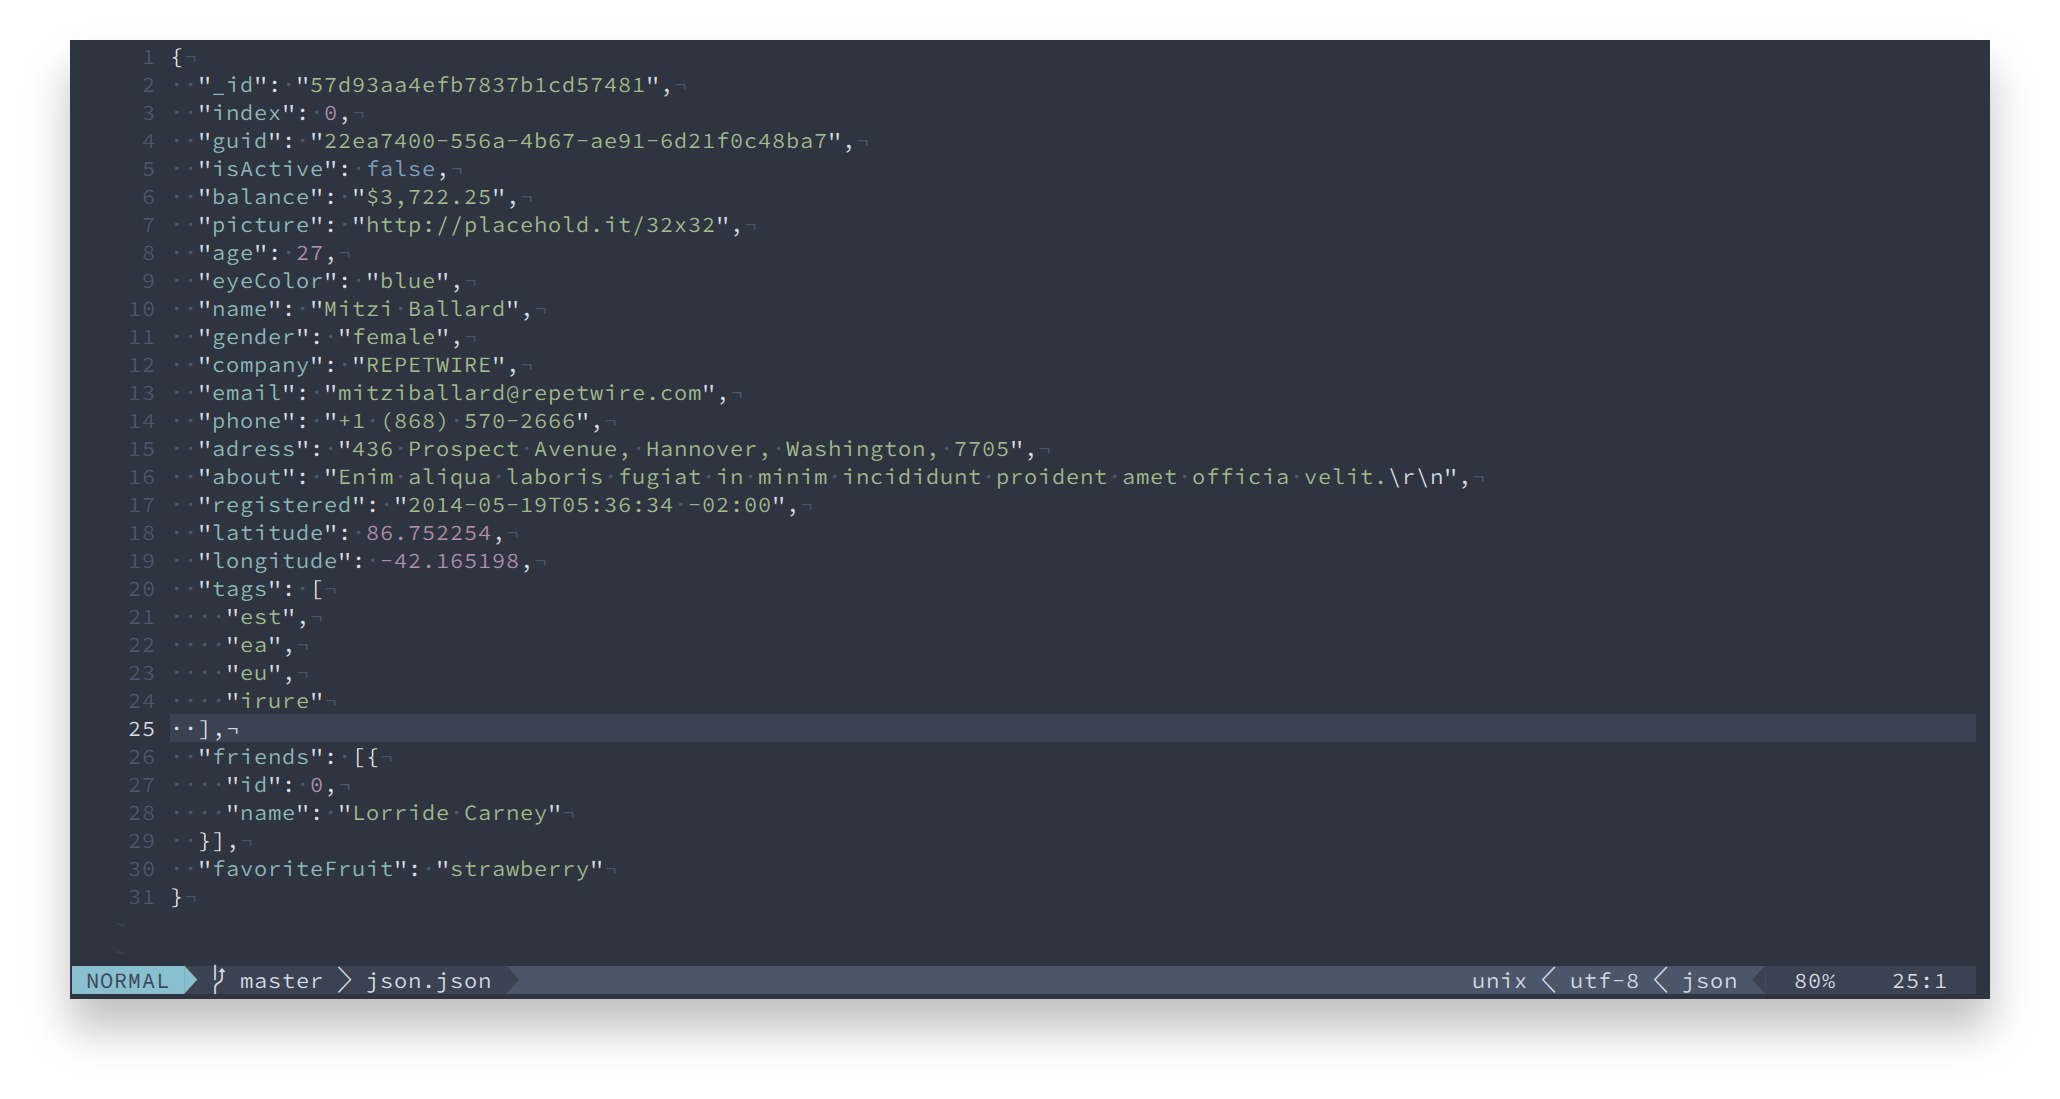 1 {¬
2 ··"_id":·"57d93aa4efb7837b1cd57481",¬
3 ··"index":·0,¬
4 ··"guid":·"22ea7400-556a-4b67-ae91-6d21f0c48ba7",¬
5 ··"isActive":·false,¬
6 ··"balance":·"$3,722.25",¬
7 ··"picture":·"http://placehold.it/32x32",¬
8 ··"age":·27,¬
9 ··"eyeColor":·"blue",¬
10 ··"name":·"Mitzi·Ballard",¬
11 ··"gender":·"female",¬
12 ··"company":·"REPETWIRE",¬
13 ··"email":·"mitziballard@repetwire.com",¬
14 ··"phone":·"+1·(868)·570-2666",¬
15 ··"adress":·"436·Prospect·Avenue,·Hannover,·Washington,·7705",¬
16 ··"about":·"Enim·aliqua·laboris·fugiat·in·minim·incididunt·proident·amet·officia·velit.\r\n",¬
17 ··"registered":·"2014-05-19T05:36:34·-02:00",¬
18 ··"latitude":·86.752254,¬
19 ··"longitude":·-42.165198,¬
20 ··"tags":·[¬
21 ····"est",¬
22 ····"ea",¬
23 ····"eu",¬
24 ····"irure"¬
25 ··],¬
26 ··"friends":·[{¬
27 ····"id":·0,¬
28 ····"name":·"Lorride·Carney"¬
29 ··}],¬
30 ··"favoriteFruit":·"strawberry"¬
31 }¬
~
~
NORMAL master json.json unix utf-8 json 80% 25:1